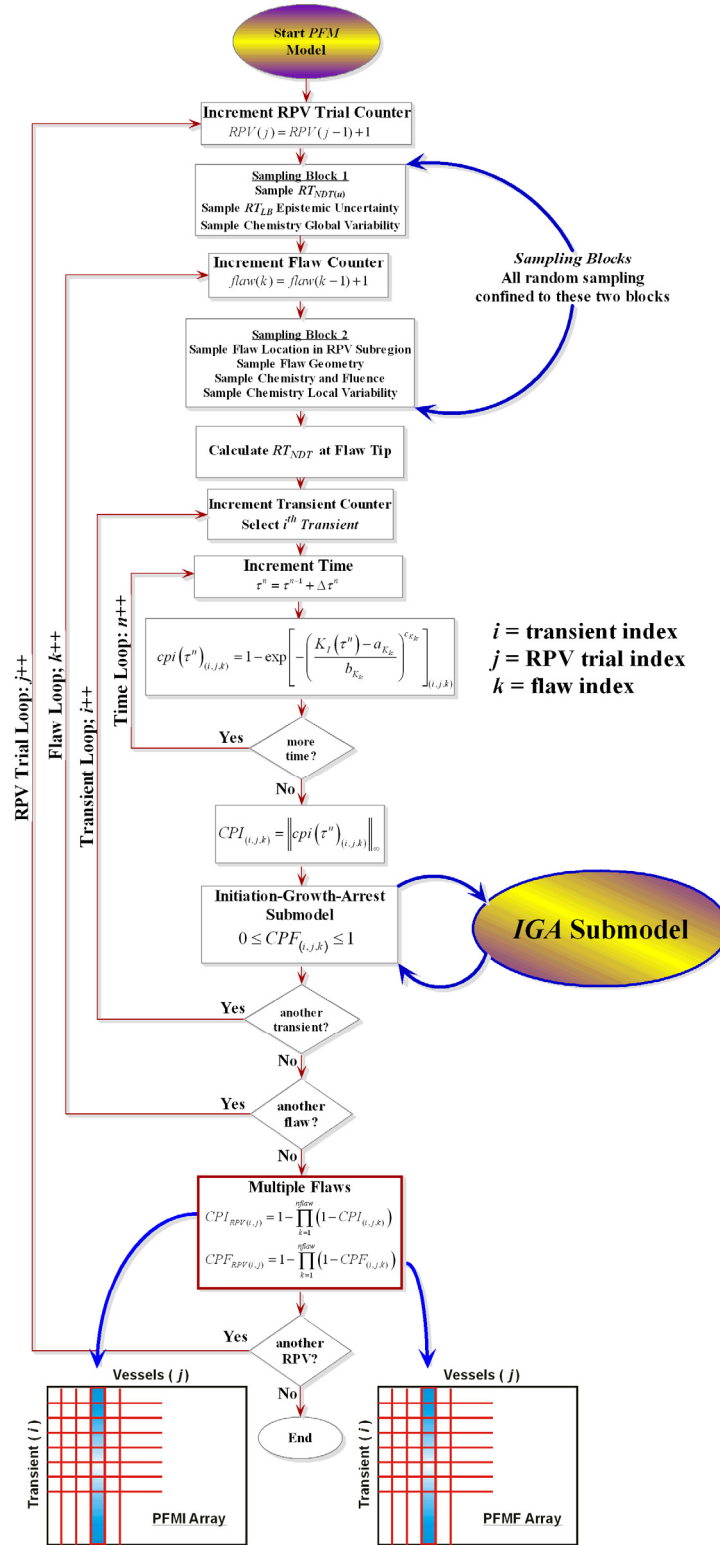 Start PFM
Model
Increment RPV Trial Counter
RPV(j) = RPV(j−1)+1
Sampling Block 1
Sample RT_NDT(u)
Sample RT_LB Epistemic Uncertainty
Sample Chemistry Global Variability
Increment Flaw Counter
flaw(k) = flaw(k−1)+1
Sampling Blocks
All random sampling
confined to these two blocks
Sampling Block 2
Sample Flaw Location in RPV Subregion
Sample Flaw Geometry
Sample Chemistry and Fluence
Sample Chemistry Local Variability
Calculate RT_NDT at Flaw Tip
Increment Transient Counter
Select i^th Transient
Increment Time
τ^n = τ^(n−1) + Δτ^n
cpi(τ^n)_(i,j,k) = 1 − exp[−((K_I(τ^n) − a_K_Ic) / b_K_Ic)^c_K_Ic]_(i,j,k)
i = transient index
j = RPV trial index
k = flaw index
RPV Trial Loop: j++
Flaw Loop; k++
Transient Loop; i++
Time Loop: n++
Yes
more
time?
No
CPI_(i,j,k) = ‖cpi(τ^n)_(i,j,k)‖_∞
Initiation-Growth-Arrest
Submodel
0 ≤ CPF_(i,j,k) ≤ 1
IGA Submodel
Yes
another
transient?
No
Yes
another
flaw?
No
Multiple Flaws
CPI_RPV(i,j) = 1 − ∏_{k=1}^{nflaw} (1 − CPI_(i,j,k))
CPF_RPV(i,j) = 1 − ∏_{k=1}^{nflaw} (1 − CPF_(i,j,k))
Yes
another
RPV?
No
End
Vessels ( j )
Transient ( i )
PFMI Array
Vessels ( j )
Transient ( i )
PFMF Array